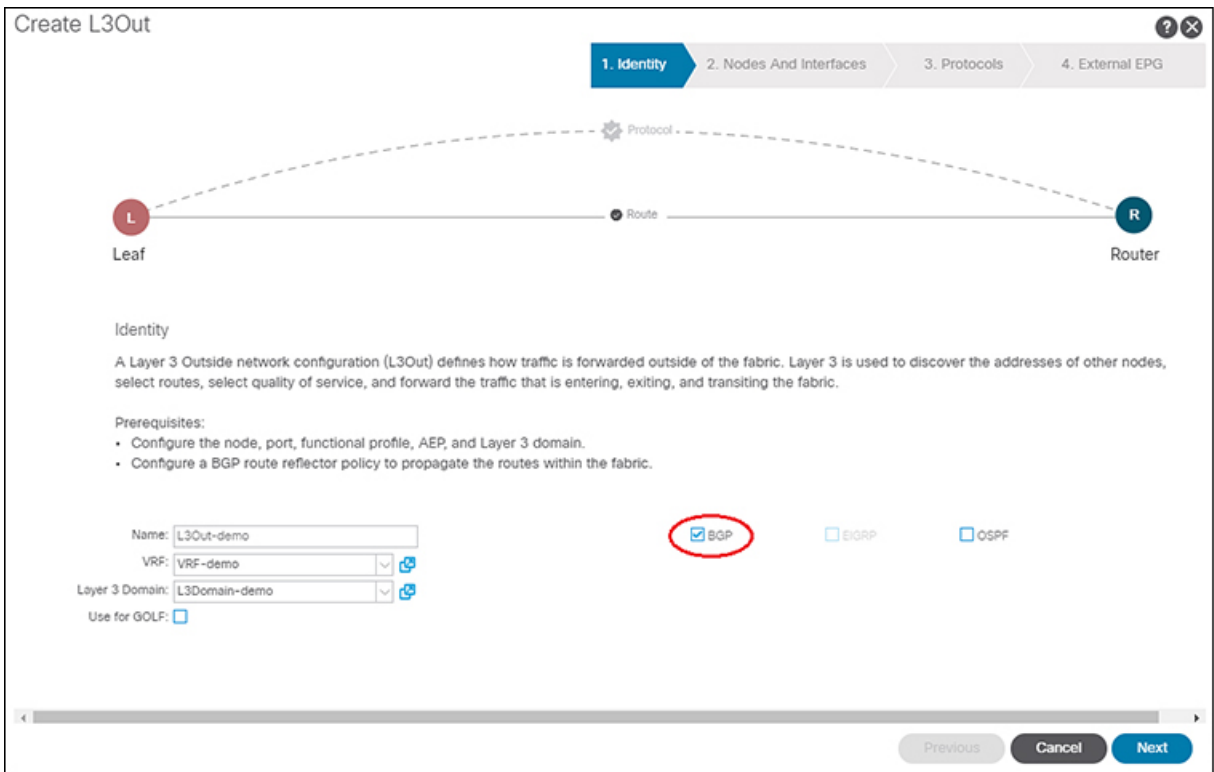 Create L3Out
?
1. Identity
2. Nodes And Interfaces
3. Protocols
4. External EPG
Protocol
L
Route
R
Leaf
Router
Identity
A Layer 3 Outside network configuration (L3Out) defines how traffic is forwarded outside of the fabric. Layer 3 is used to discover the addresses of other nodes,
select routes, select quality of service, and forward the traffic that is entering, exiting, and transiting the fabric.
Prerequisites:
• Configure the node, port, functional profile, AEP, and Layer 3 domain.
• Configure a BGP route reflector policy to propagate the routes within the fabric.
Name: L3Out-demo
BGP
EIGRP
OSPF
VRF: VRF-demo
Layer 3 Domain: L3Domain-demo
Use for GOLF:
Previous
Cancel
Next